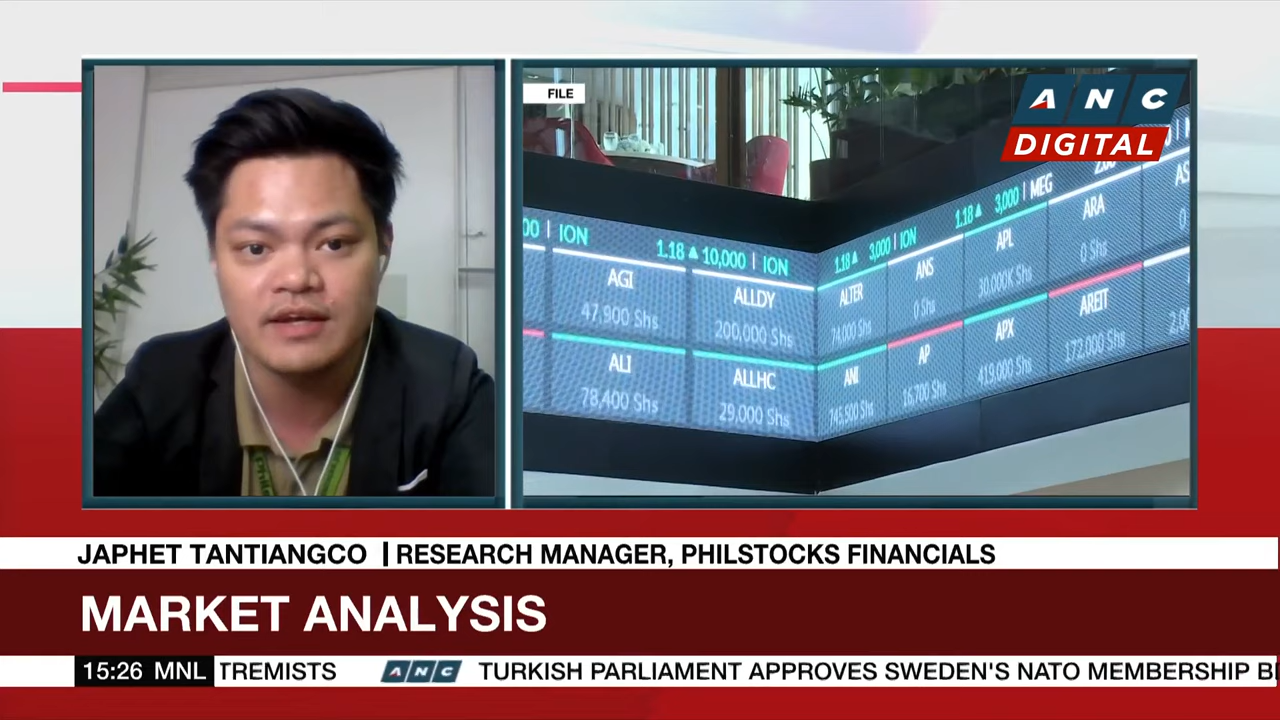 FILE
ANC
DIGITAL
00 | ION
1.18 ▲ 10,000 | ION
1.18 ▲ 3,000 | ION
1.18 ▲ 3,000 | MEG
AGI
47,900 Shs
ALLDY
200,000 Shs
ALTER
74,000 Shs
ANS
0 Shs
APL
30,000K Shs
ARA
0 Shs
AS
0
ALI
78,400 Shs
ALLHC
29,000 Shs
ANI
AP
16,700 Shs
APX
419,000 Shs
AREIT
172,000 Shs
JAPHET TANTIANGCO | RESEARCH MANAGER, PHILSTOCKS FINANCIALS
MARKET ANALYSIS
15:26 MNL TREMISTS ANC TURKISH PARLIAMENT APPROVES SWEDEN'S NATO MEMBERSHIP B